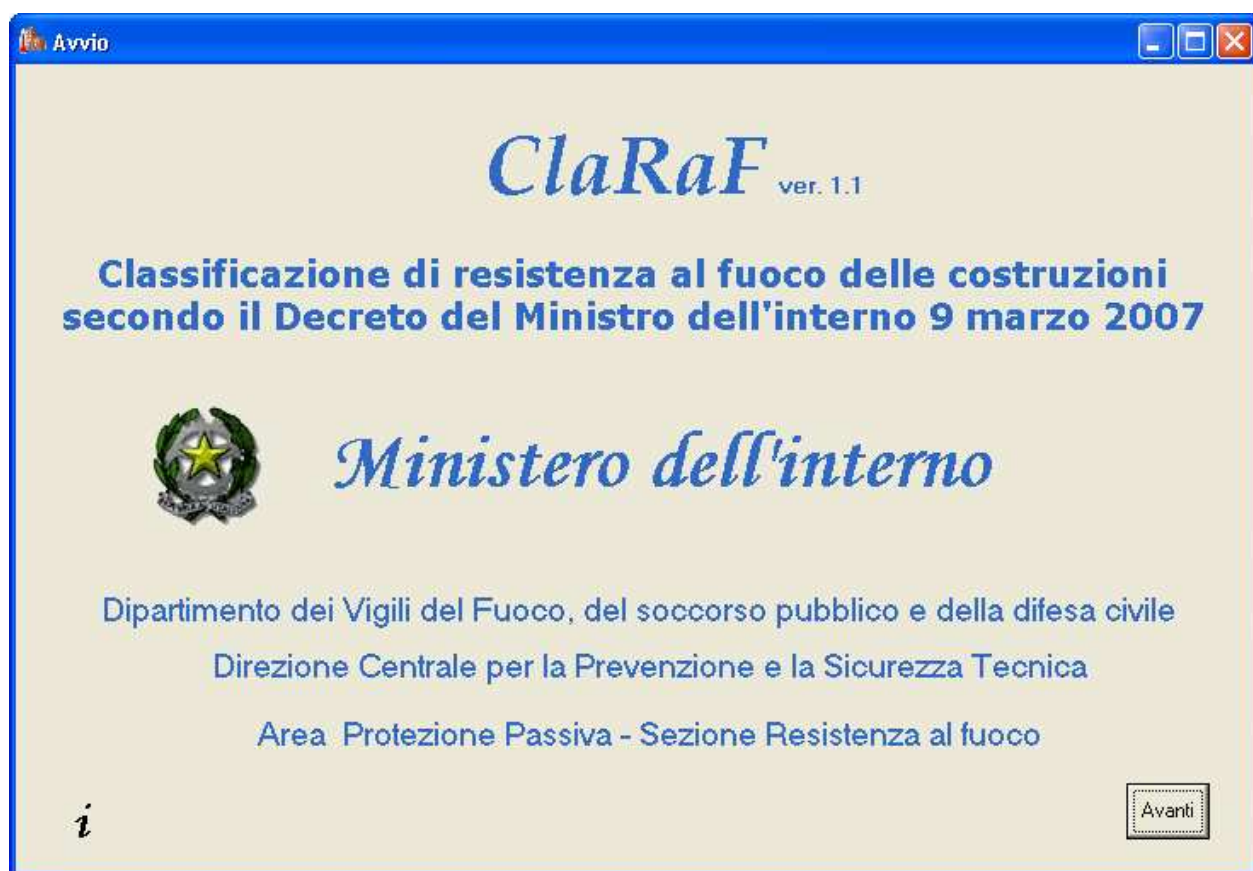 Avvio
ClaRaF ver. 1.1
Classificazione di resistenza al fuoco delle costruzioni
secondo il Decreto del Ministro dell'interno 9 marzo 2007
Ministero dell'interno
Dipartimento dei Vigili del Fuoco, del soccorso pubblico e della difesa civile
Direzione Centrale per la Prevenzione e la Sicurezza Tecnica
Area Protezione Passiva - Sezione Resistenza al fuoco
i
Avanti